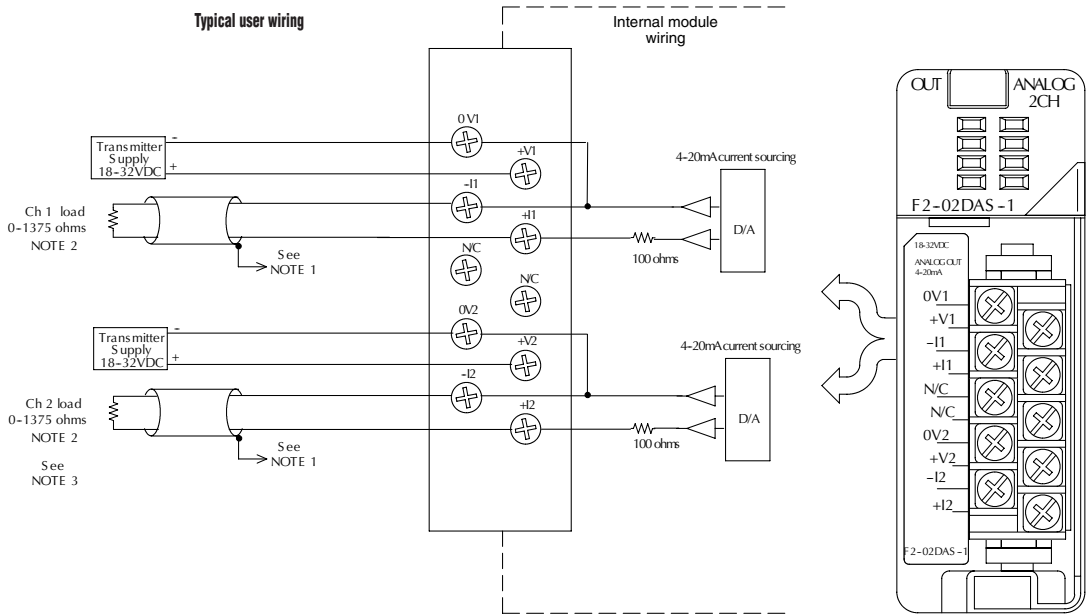 Typical user wiring
Internal module
wiring
0V1
+V1
-I1
+I1
N/C
N/C
0V2
+V2
-I2
+I2
-
Transmitter
Supply
18-32VDC
+
Ch 1 load
0-1375 ohms
NOTE 2
See
NOTE 1
-
Transmitter
Supply
18-32VDC
+
Ch 2 load
0-1375 ohms
NOTE 2
See
NOTE 3
See
NOTE 1
4-20mA current sourcing
D/A
100 ohms
4-20mA current sourcing
D/A
100 ohms
OUT
ANALOG
2CH
F2-02DAS-1
18-32VDC
ANALOG OUT
4-20mA
0V1
+V1
-I1
+I1
N/C
N/C
0V2
+V2
-I2
+I2
F2-02DAS-1